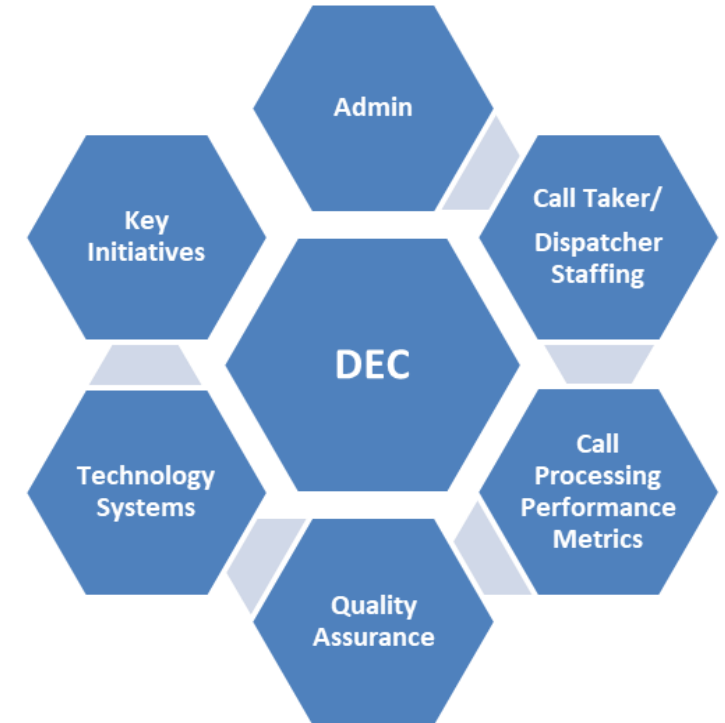 Admin
Call Taker/
Dispatcher
Staffing
Call
Processing
Performance
Metrics
Quality
Assurance
Technology
Systems
Key
Initiatives
DEC